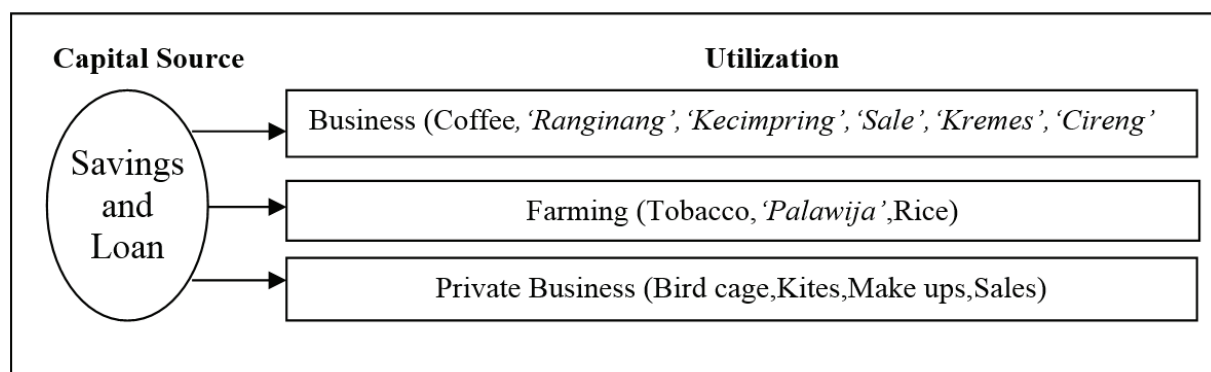 Capital Source
Utilization
Business (Coffee,‘Ranginang’,‘Kecimpring’,‘Sale’,‘Kremes’,‘Cireng’
Savings
and
Loan
Farming (Tobacco,‘Palawija’,Rice)
Private Business (Bird cage,Kites,Make ups,Sales)